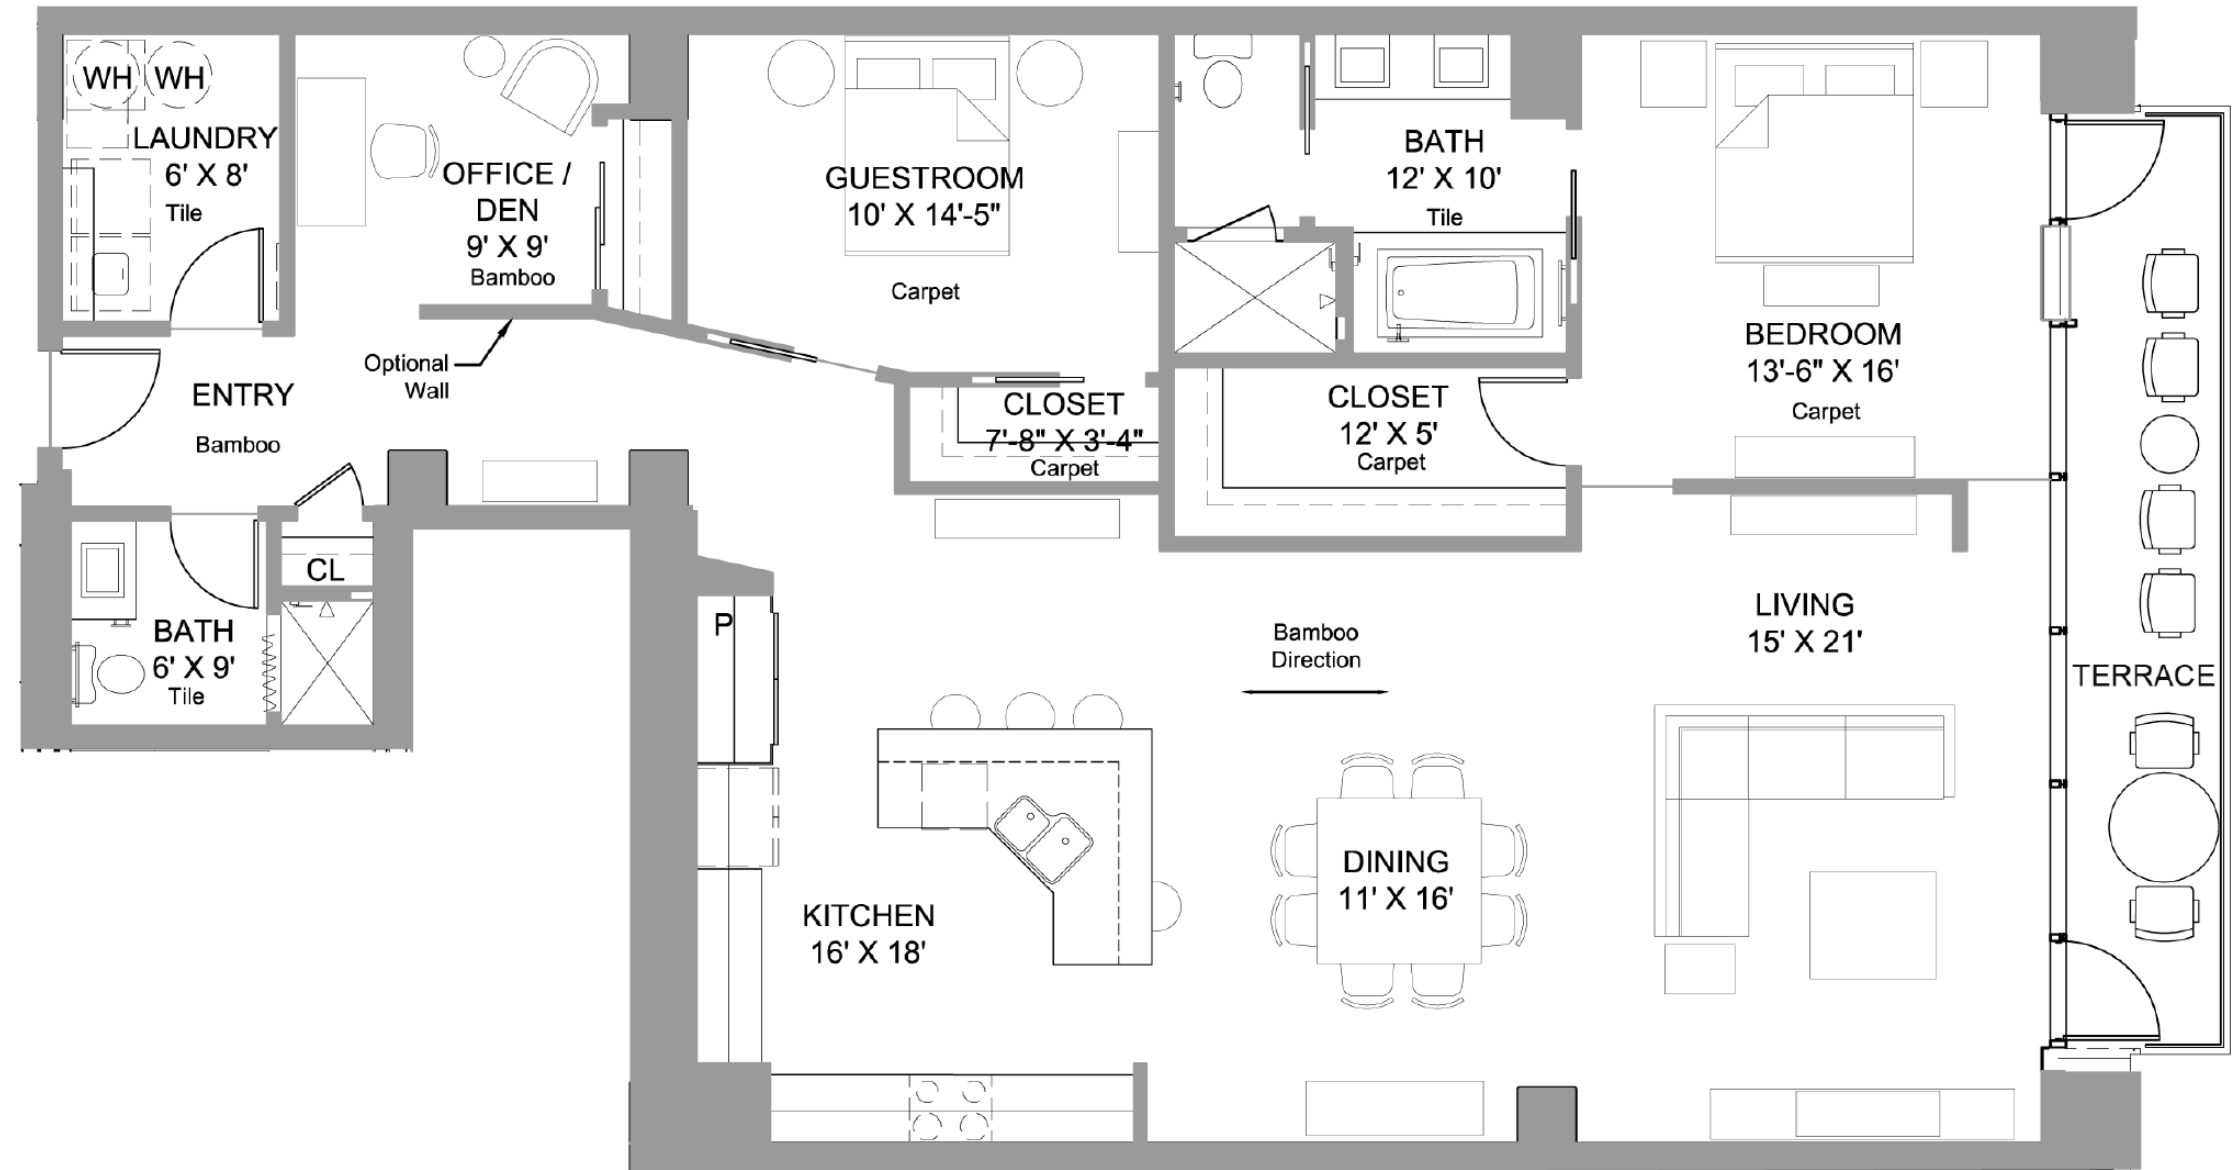 WH WH
LAUNDRY
6' X 8'
Tile
OFFICE /
DEN
9' X 9'
Bamboo
GUESTROOM
10' X 14'-5"
Carpet
BATH
12' X 10'
Tile
BEDROOM
13'-6" X 16'
Carpet
Optional
Wall
ENTRY
Bamboo
CLOSET
7'-8" X 3'-4"
Carpet
CLOSET
12' X 5'
Carpet
CL
BATH
6' X 9'
Tile
P
Bamboo
Direction
LIVING
15' X 21'
TERRACE
KITCHEN
16' X 18'
DINING
11' X 16'